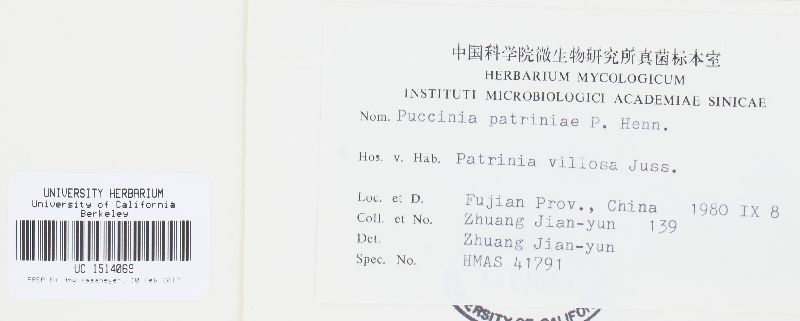 中国科学院微生物研究所真菌标本室
HERBARIUM MYCOLOGICUM
INSTITUTI MICROBIOLOGICI ACADEMIAE SINICAE
Nom. Puccinia patriniae P. Henn.
Hos. v. Hab. Patrinia villosa Juss.
Loc. et D. Fujian Prov., China 1980 IX 8
Coll. et No. Zhuang Jian-yun 139
Det. Zhuang Jian-yun
Spec. No. HMAS 41791
UNIVERSITY HERBARIUM
University of California
Berkeley
UC 1514069